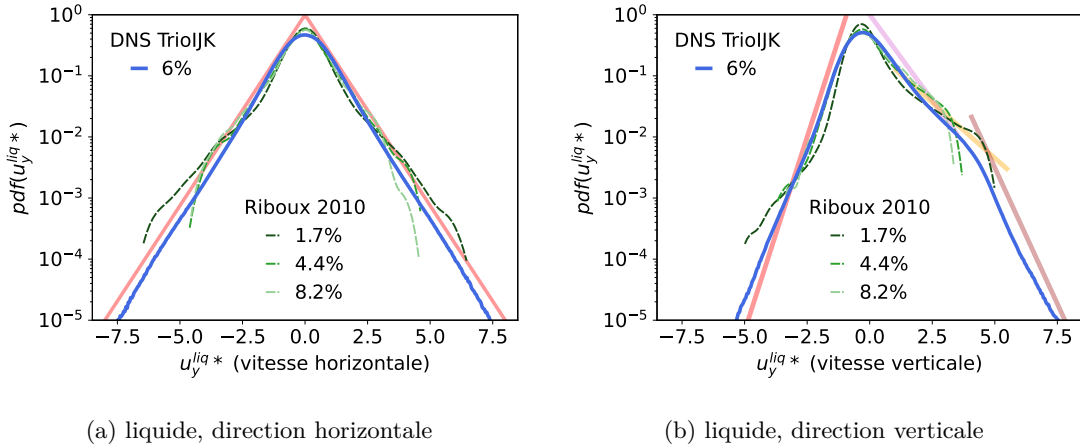 DNS TrioIJK
6%
Riboux 2010
1.7%
4.4%
8.2%
10^0
10^-1
10^-2
10^-3
10^-4
10^-5
pdf(u_y^{liq}*)
−7.5 −5.0 −2.5 0.0 2.5 5.0 7.5
u_y^{liq}* (vitesse horizontale)
(a) liquide, direction horizontale
DNS TrioIJK
6%
Riboux 2010
1.7%
4.4%
8.2%
10^0
10^-1
10^-2
10^-3
10^-4
10^-5
pdf(u_y^{liq}*)
−7.5 −5.0 −2.5 0.0 2.5 5.0 7.5
u_y^{liq}* (vitesse verticale)
(b) liquide, direction verticale